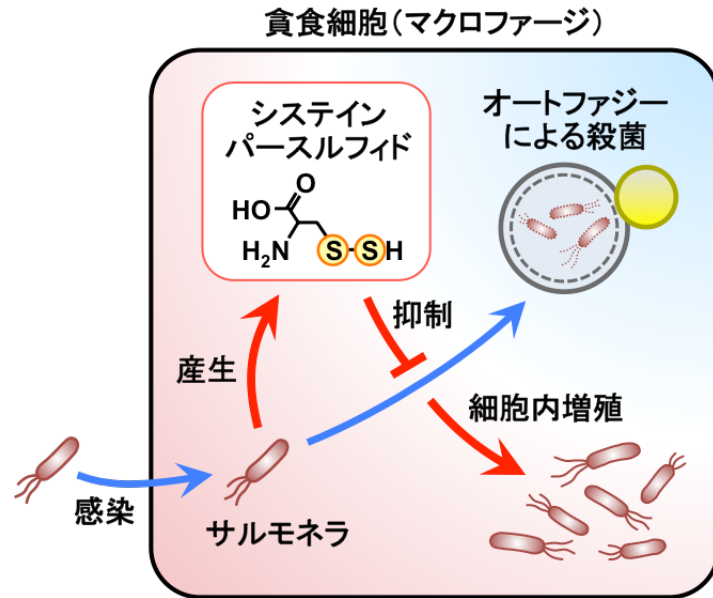 貪食細胞(マクロファージ)
システイン
パースルフィド
O
HO
H₂N
S
S
H
オートファジー
による殺菌
抑制
産生
細胞内増殖
感染
サルモネラ